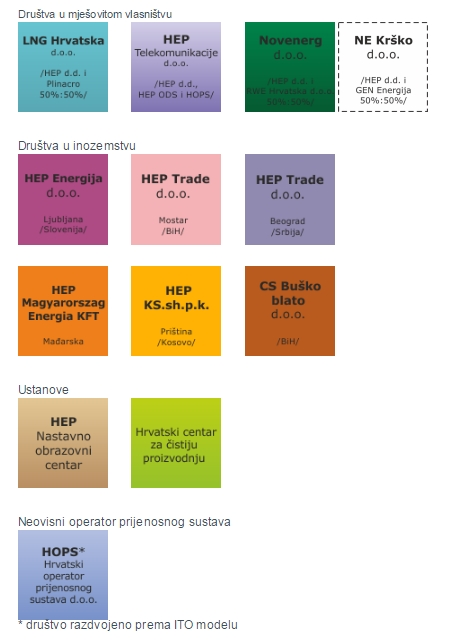 Društva u mješovitom vlasništvu
LNG Hrvatska
d.o.o.
/HEP d.d. i
Plinacro
50%:50%/
HEP
Telekomunikacije
d.o.o.
/HEP d.d.,
HEP ODS i HOPS/
Novenerg
d.o.o.
/HEP d.d. i
RWE Hrvatska d.o.o.
50%:50%/
NE Krško
d.o.o.
/HEP d.d. i
GEN Energija
50%:50%/
Društva u inozemstvu
HEP Energija
d.o.o.
Ljubljana
/Slovenija/
HEP Trade
d.o.o.
Mostar
/BiH/
HEP Trade
d.o.o.
Beograd
/Srbija/
HEP
Magyarorszag
Energia KFT
Mađarska
HEP
KS.sh.p.k.
Priština
/Kosovo/
CS Buško
blato
d.o.o.
/BiH/
Ustanove
HEP
Nastavno
obrazovni
centar
Hrvatski centar
za čistiju
proizvodnju
Neovisni operator prijenosnog sustava
HOPS*
Hrvatski
operator
prijenosnog
sustava d.o.o.
* društvo razdvojeno prema ITO modelu